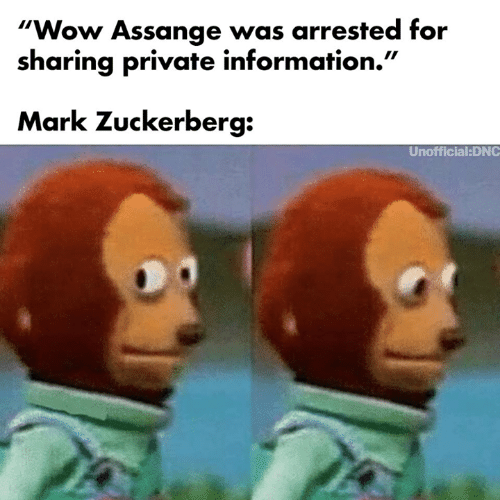 “Wow Assange was arrested for
sharing private information.”
Mark Zuckerberg:
Unofficial:DNC